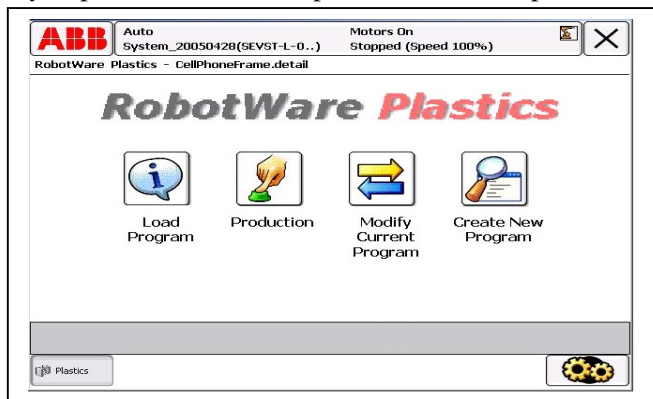 ABB
Auto
System_20050428(SEVST-L-0..)
Motors On
Stopped (Speed 100%)
RobotWare Plastics - CellPhoneFrame.detail
RobotWare Plastics
Load Program
Production
Modify Current Program
Create New Program
Plastics